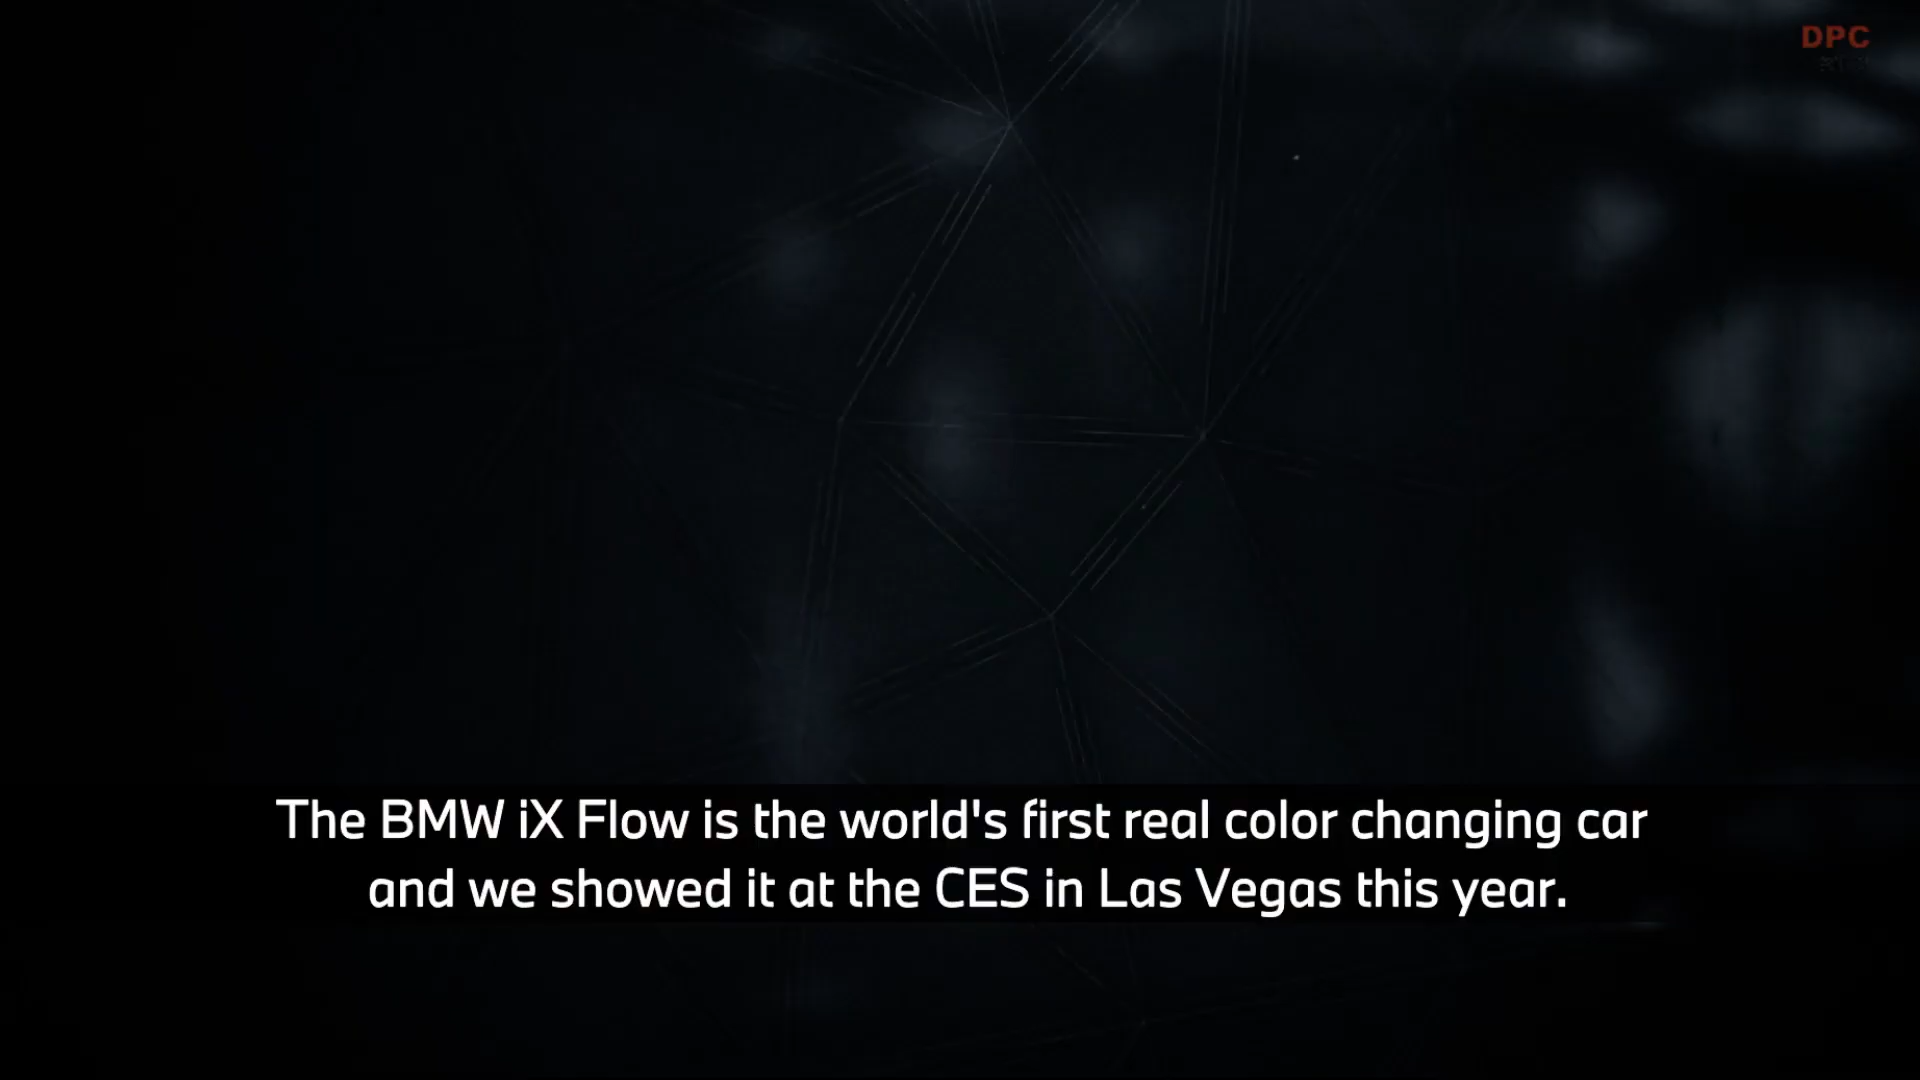 DPC
The BMW iX Flow is the world's first real color changing car
and we showed it at the CES in Las Vegas this year.